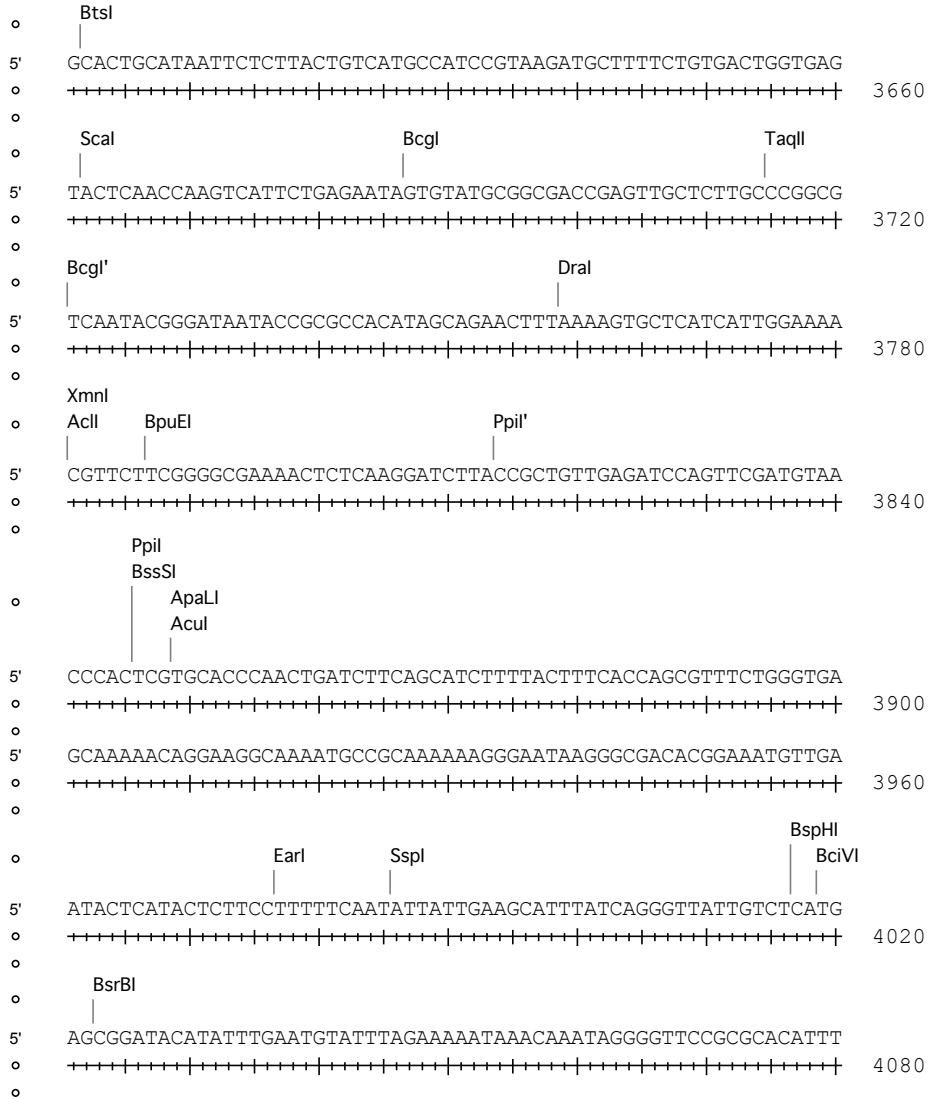 BtsI
5' GCACTGCATAATTCTCTTACTGTCATGCCATCCGTAAGATGCTTTTCTGTGACTGGTGAG
3660
ScaI BcgI TaqII
5' TACTCAACCAAGTCATTCTGAGAATAGTGTATGCGGCGACCGAGTTGCTCTTGCCCGGCG
3720
BcgI' DraI
5' TCAATACGGGATAATACCGCGCCACATAGCAGAACTTTAAAAGTGCTCATCATTGGAAAA
3780
XmnI
AclI BpuEI PpiI'
5' CGTTCTTCGGGGCGAAAACTCTCAAGGATCTTACCGCTGTTGAGATCCAGTTCGATGTAA
3840
PpiI
BssSI
ApaLI
AcuI
5' CCCACTCGTGCACCCAACTGATCTTCAGCATCTTTTACTTTCACCAGCGTTTCTGGGTGA
3900
5' GCAAAAACAGGAAGGCAAAATGCCGCAAAAAAGGGAATAAGGGCGACACGGAAATGTTGA
3960
BspHI
EarI SspI BciVI
5' ATACTCATACTCTTCCTTTTTCAATATTATTGAAGCATTTATCAGGGTTATTGTCTCATG
4020
BsrBI
5' AGCGGATACATATTTGAATGTATTTAGAAAAATAAACAAATAGGGGTTCCGCGCACATTT
4080